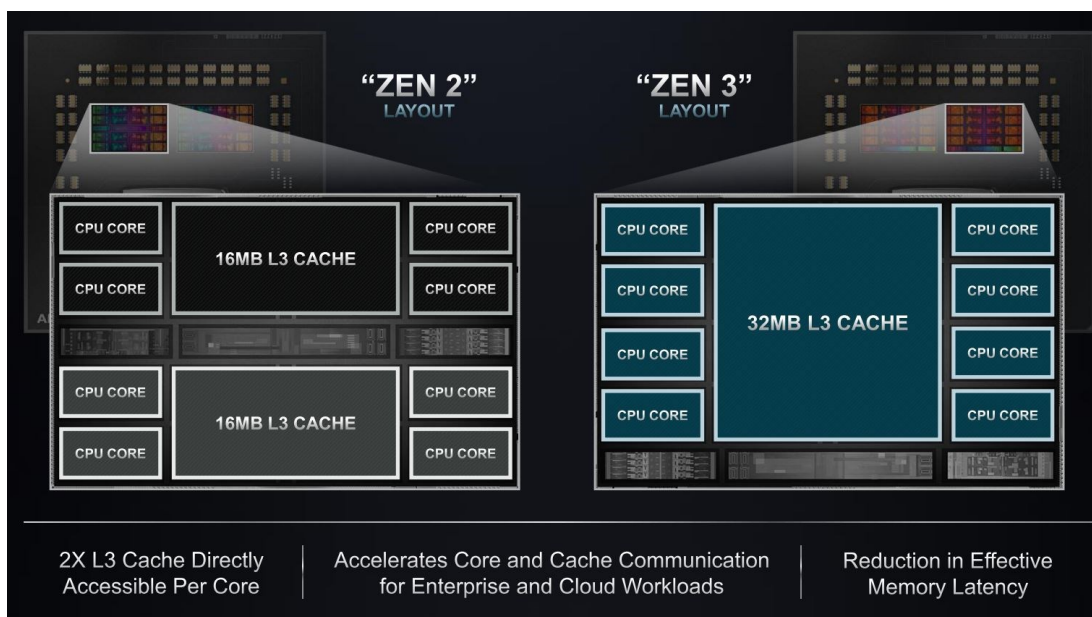 “ZEN 2”
LAYOUT
“ZEN 3”
LAYOUT
CPU CORE
16MB L3 CACHE
CPU CORE
CPU CORE
CPU CORE
CPU CORE
16MB L3 CACHE
CPU CORE
CPU CORE
CPU CORE
CPU CORE
32MB L3 CACHE
CPU CORE
CPU CORE
CPU CORE
CPU CORE
CPU CORE
CPU CORE
CPU CORE
2X L3 Cache Directly
Accessible Per Core
Accelerates Core and Cache Communication
for Enterprise and Cloud Workloads
Reduction in Effective
Memory Latency